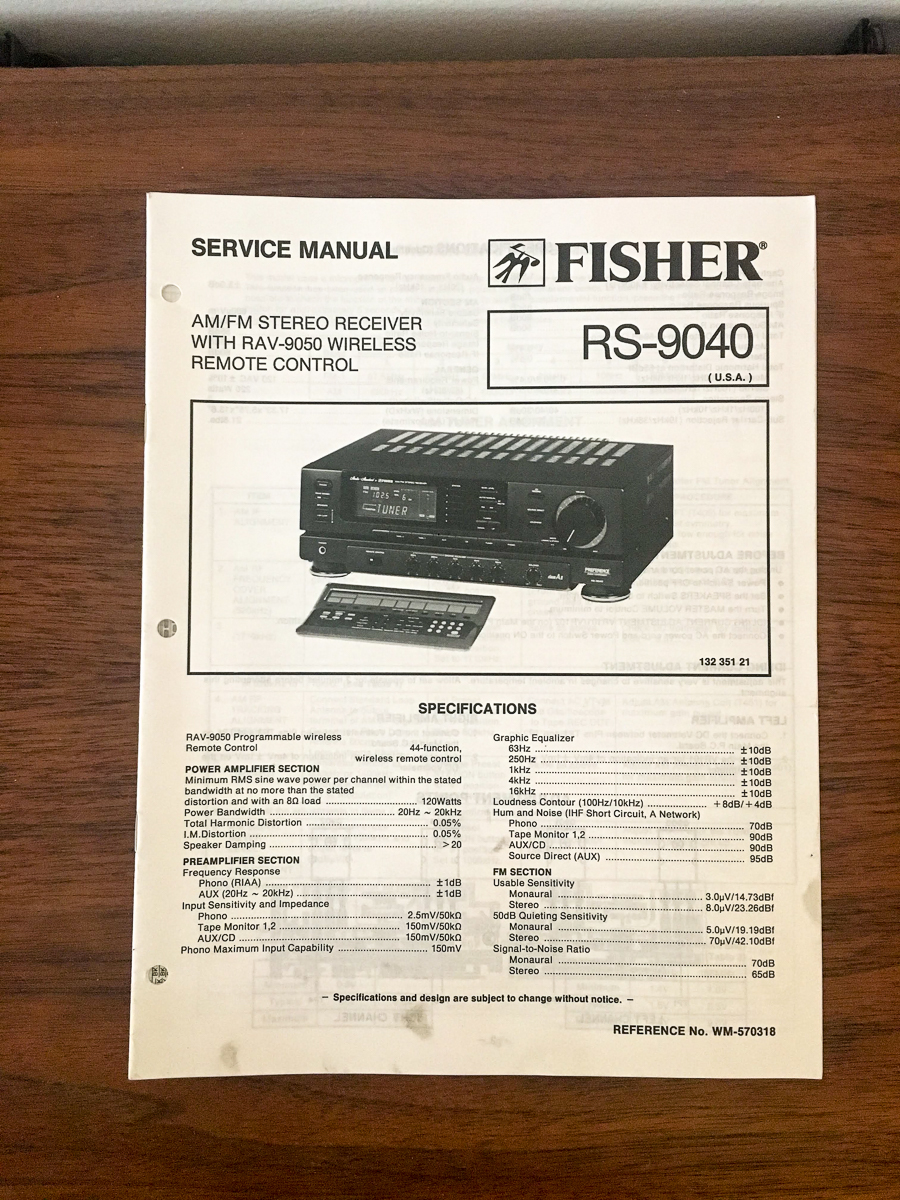 SERVICE MANUAL
FISHER®
AM/FM STEREO RECEIVER
WITH RAV-9050 WIRELESS
REMOTE CONTROL
RS-9040
( U.S.A. )
TUNER
132 351 21
SPECIFICATIONS
RAV-9050 Programmable wireless
Remote Control 44-function,
wireless remote control
POWER AMPLIFIER SECTION
Minimum RMS sine wave power per channel within the stated
bandwidth at no more than the stated
distortion and with an 8Ω load ........ 120Watts
Power Bandwidth ........ 20Hz ~ 20kHz
Total Harmonic Distortion ........ 0.05%
I.M.Distortion ........ 0.05%
Speaker Damping ........ >20
PREAMPLIFIER SECTION
Frequency Response
Phono (RIAA) ........ ±1dB
AUX (20Hz ~ 20kHz) ........ ±1dB
Input Sensitivity and Impedance
Phono ........ 2.5mV/50kΩ
Tape Monitor 1,2 ........ 150mV/50kΩ
AUX/CD ........ 150mV/50kΩ
Phono Maximum Input Capability ........ 150mV
Graphic Equalizer
63Hz ........ ±10dB
250Hz ........ ±10dB
1kHz ........ ±10dB
4kHz ........ ±10dB
16kHz ........ ±10dB
Loudness Contour (100Hz/10kHz) ........ +8dB/+4dB
Hum and Noise (IHF Short Circuit, A Network)
Phono ........ 70dB
Tape Monitor 1,2 ........ 90dB
AUX/CD ........ 90dB
Source Direct (AUX) ........ 95dB
FM SECTION
Usable Sensitivity
Monaural ........ 3.0μV/14.73dBf
Stereo ........ 8.0μV/23.26dBf
50dB Quieting Sensitivity
Monaural ........ 5.0μV/19.19dBf
Stereo ........ 70μV/42.10dBf
Signal-to-Noise Ratio
Monaural ........ 70dB
Stereo ........ 65dB
– Specifications and design are subject to change without notice. –
REFERENCE No. WM-570318